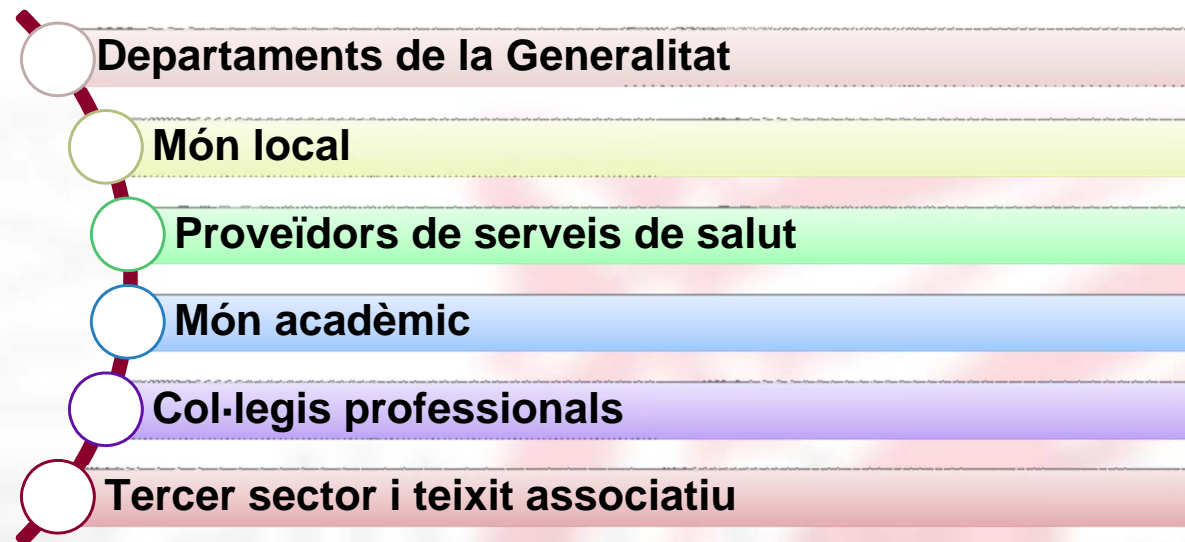 Departaments de la Generalitat
Món local
Proveïdors de serveis de salut
Món acadèmic
Col·legis professionals
Tercer sector i teixit associatiu